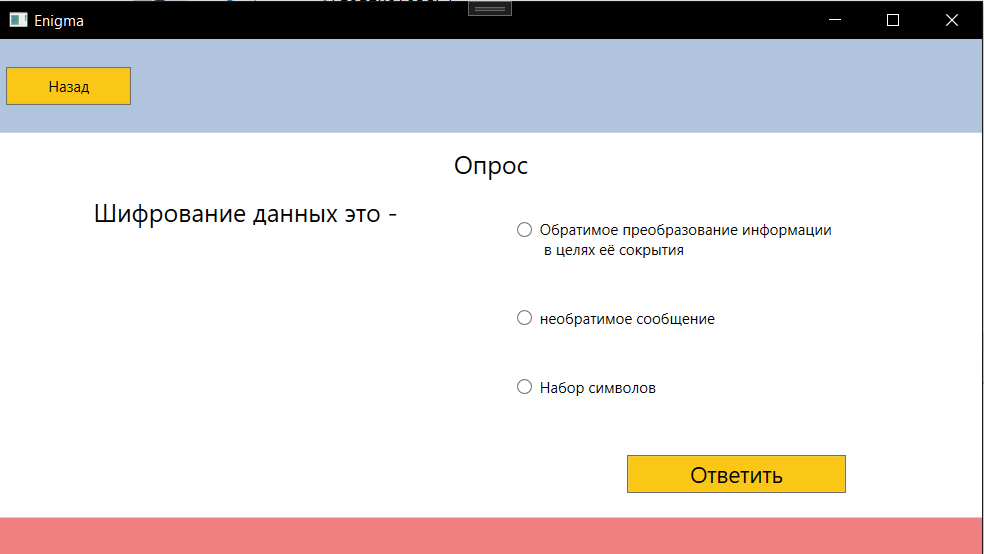 Enigma
Назад
Опрос
Шифрование данных это -
Обратимое преобразование информации
в целях её сокрытия
необратимое сообщение
Набор символов
Ответить